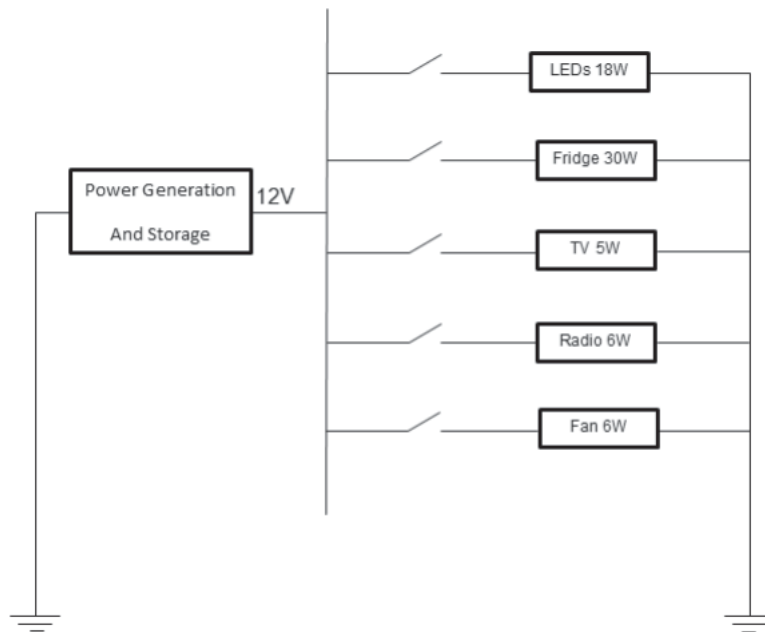 LEDs 18W
Fridge 30W
Power Generation
And Storage
12V
TV 5W
Radio 6W
Fan 6W